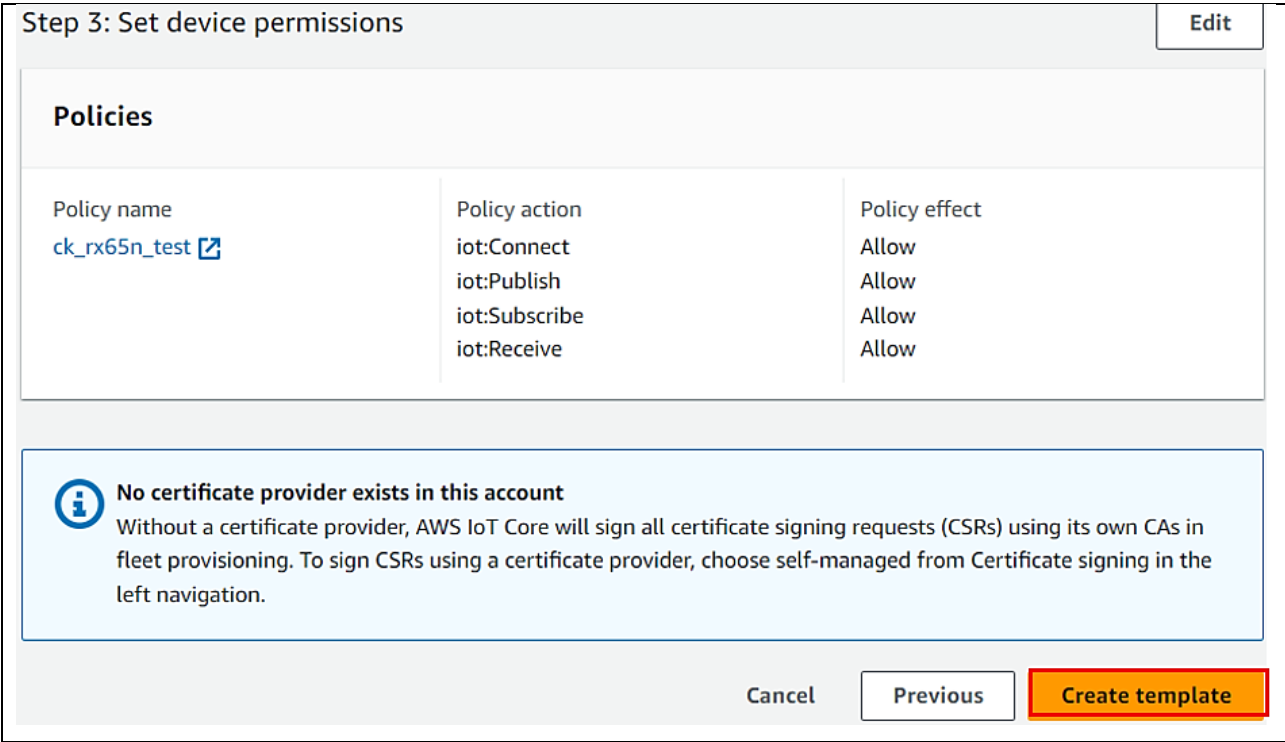 Step 3: Set device permissions
Edit
Policies
Policy name
Policy action
Policy effect
ck_rx65n_test
iot:Connect
Allow
iot:Publish
Allow
iot:Subscribe
Allow
iot:Receive
Allow
No certificate provider exists in this account
Without a certificate provider, AWS IoT Core will sign all certificate signing requests (CSRs) using its own CAs in
fleet provisioning. To sign CSRs using a certificate provider, choose self-managed from Certificate signing in the
left navigation.
Cancel
Previous
Create template